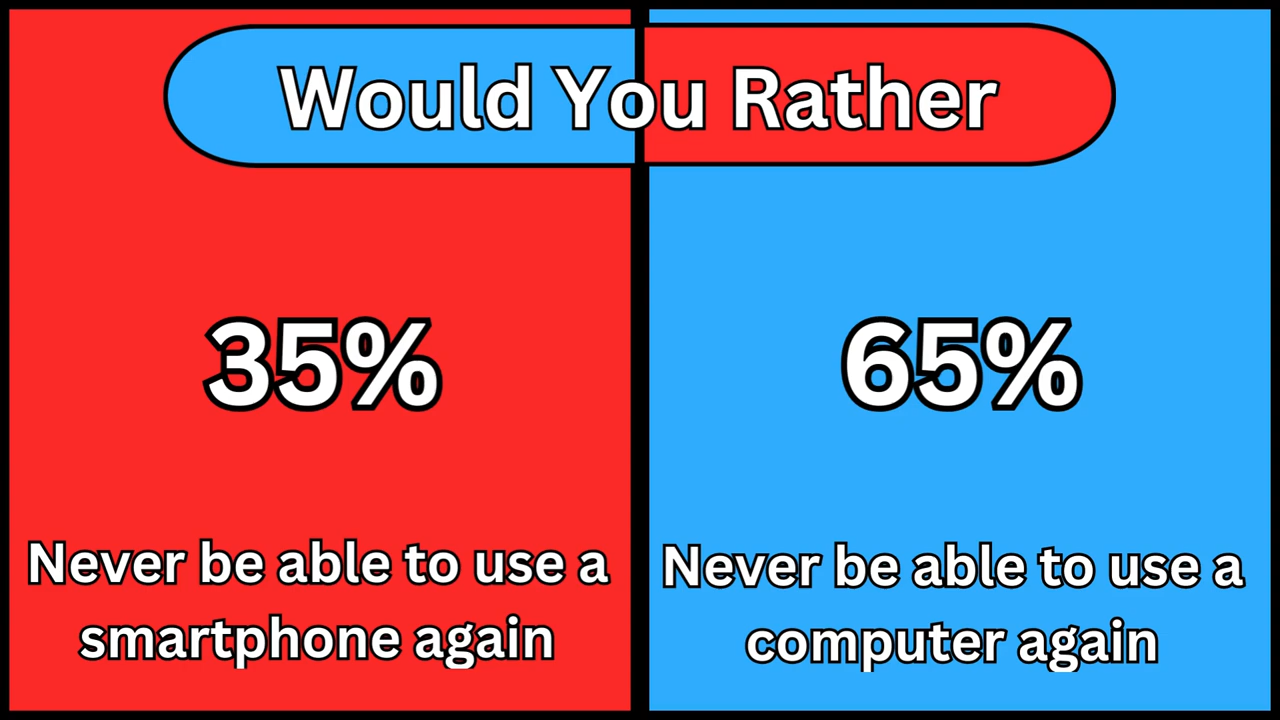 Would You Rather
35%
65%
Never be able to use a
smartphone again
Never be able to use a
computer again